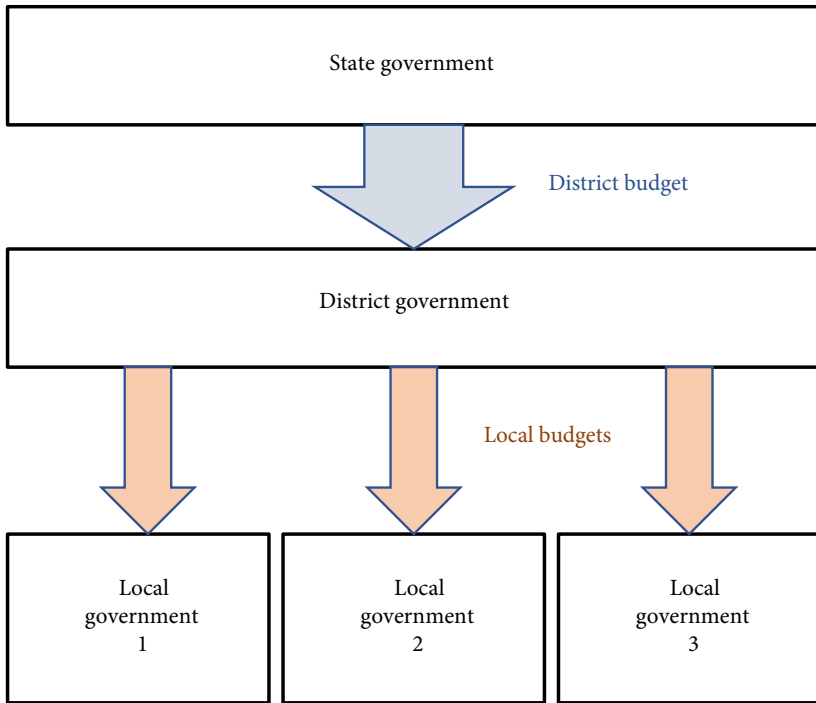 State government
District budget
District government
Local budgets
Local
government
1
Local
government
2
Local
government
3